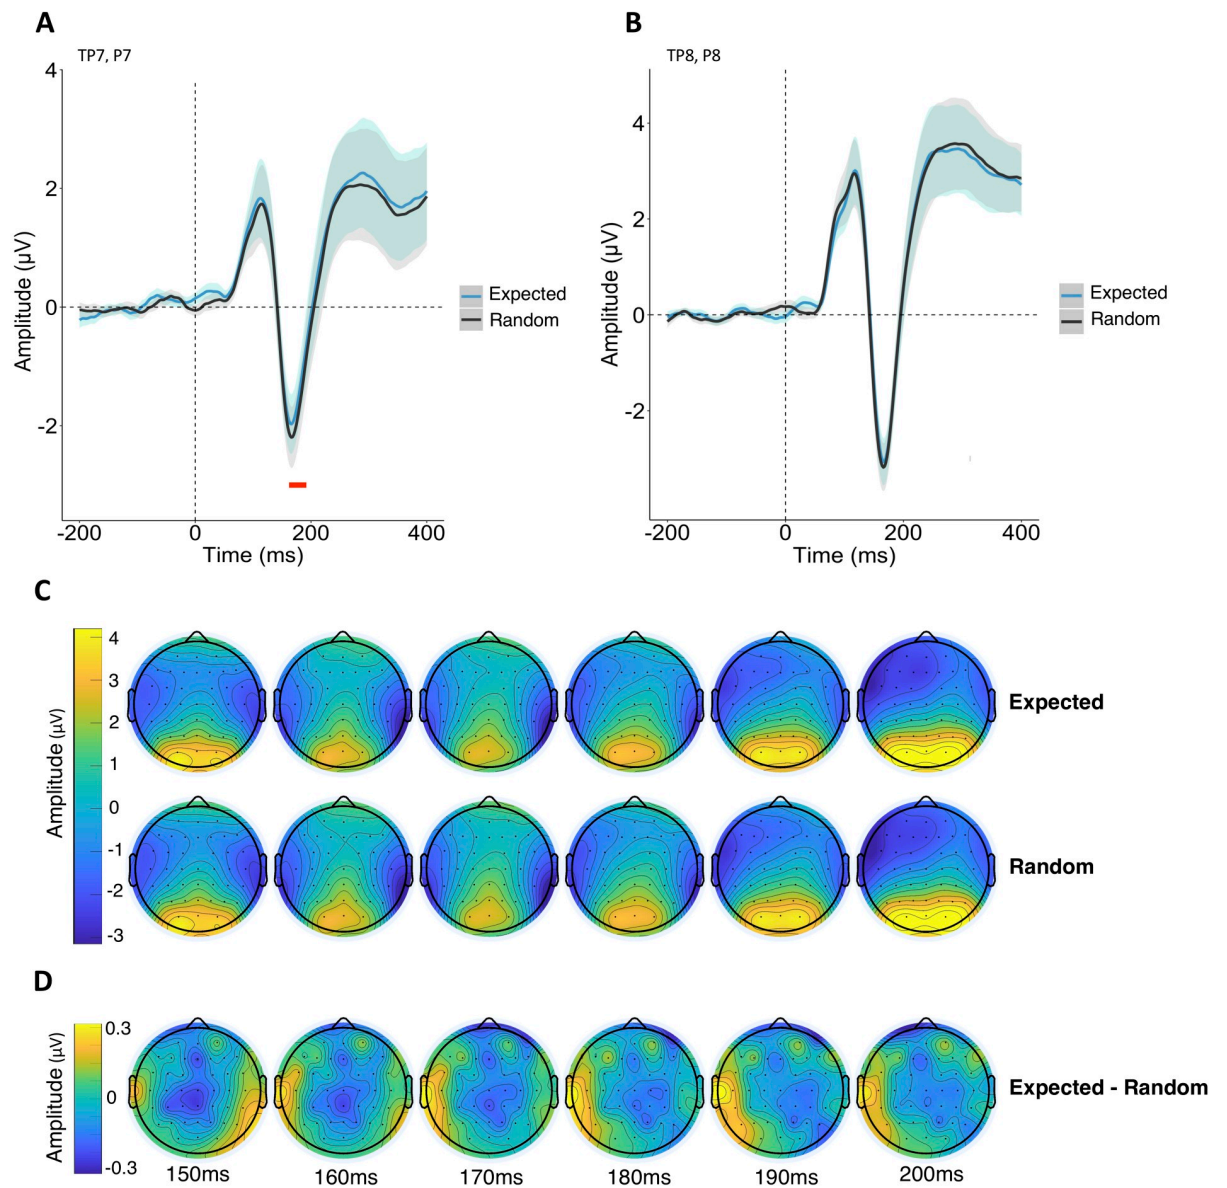 A
B
TP7, P7
TP8, P8
4
2
0
-2
Amplitude (µV)
-200
0
200
400
Time (ms)
Expected
Random
4
2
0
-2
Amplitude (µV)
-200
0
200
400
Time (ms)
Expected
Random
C
4
3
2
1
0
-1
-2
-3
Amplitude (µV)
Expected
Random
D
0.3
0
-0.3
Amplitude (µV)
Expected - Random
150ms
160ms
170ms
180ms
190ms
200ms